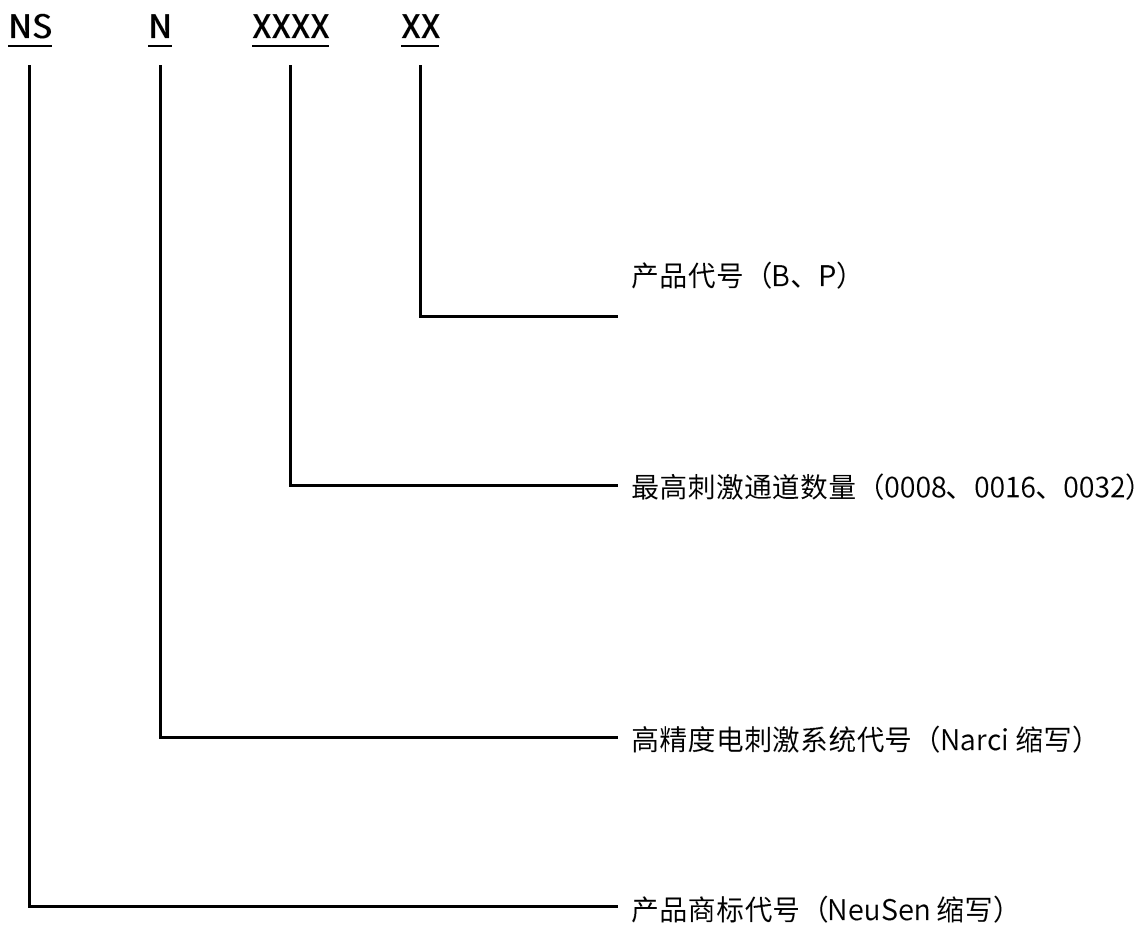 NS N XXXX XX
产品代号（B、P）
最高刺激通道数量（0008、0016、0032）
高精度电刺激系统代号（Narci 缩写）
产品商标代号（NeuSen 缩写）